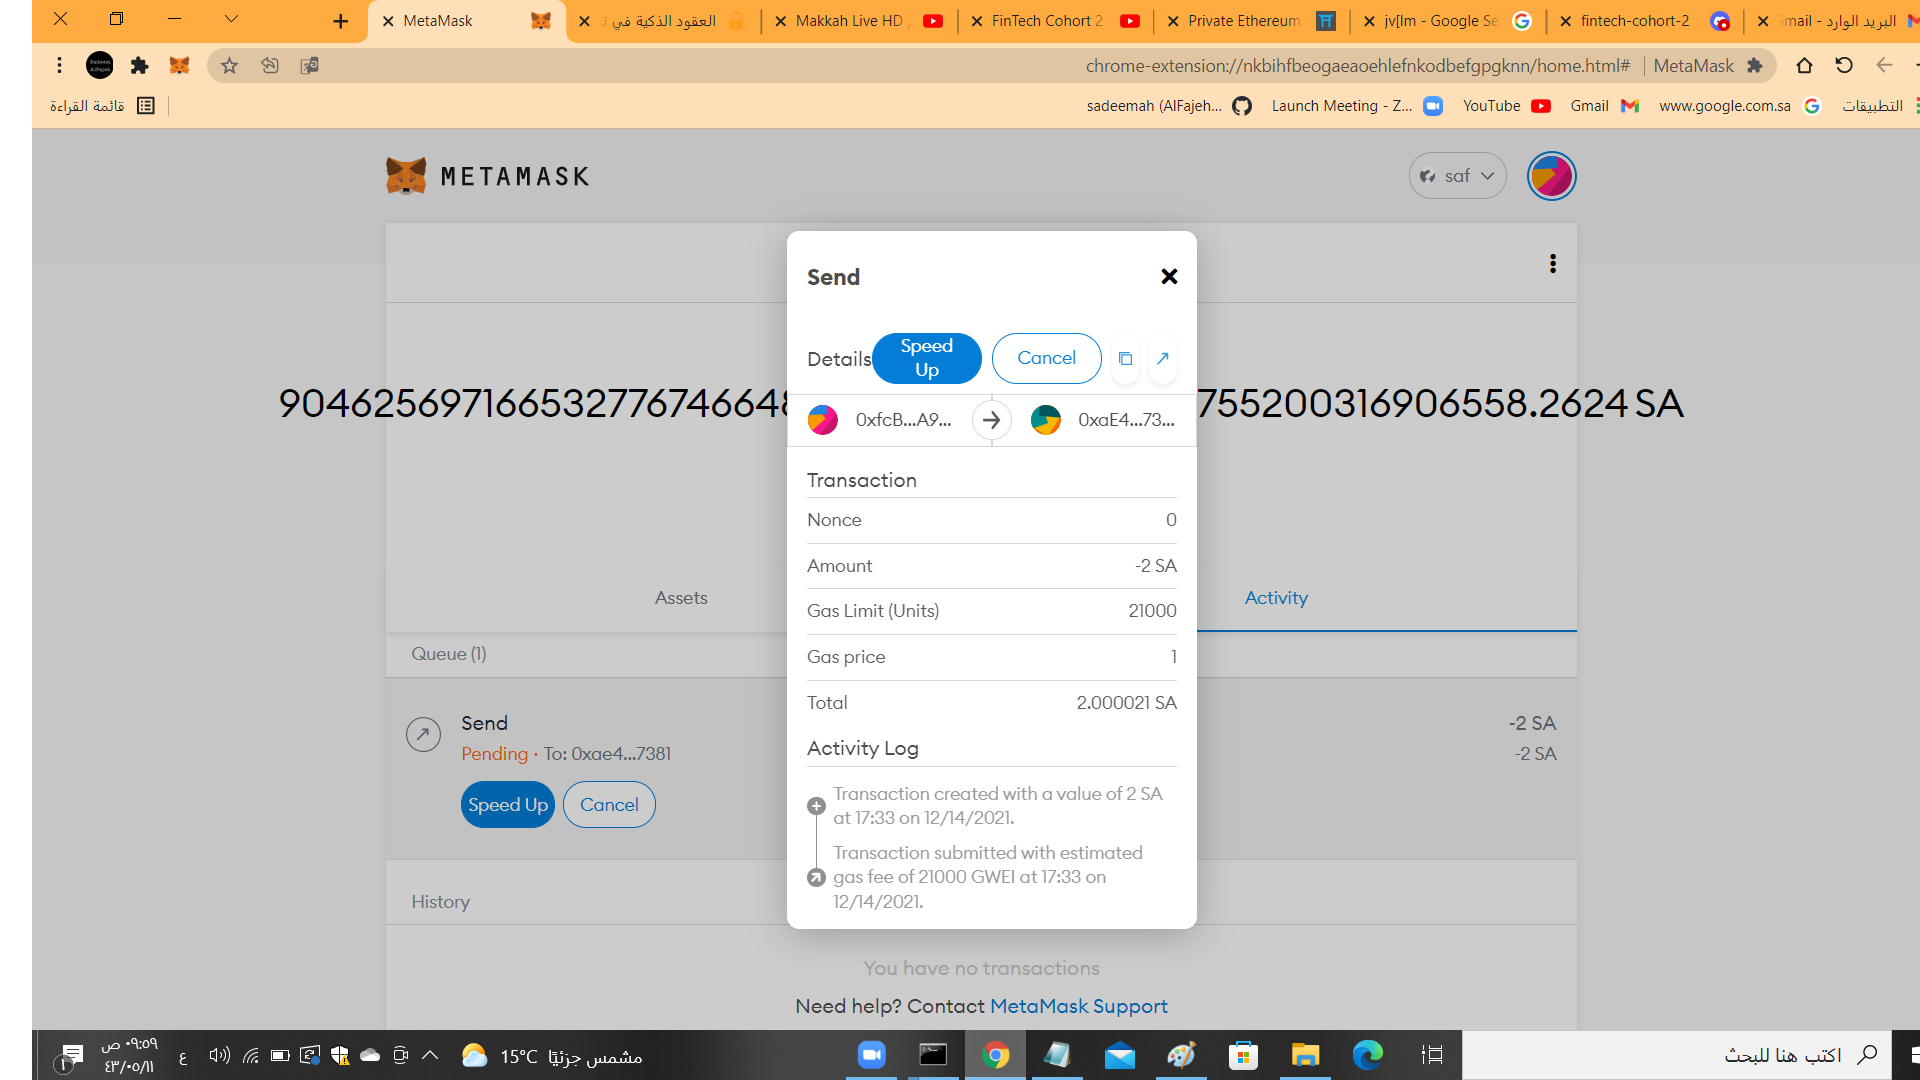 MetaMask
العقود الذكية في
Makkah Live HD
FinTech Cohort 2
Private Ethereum
jv[lm - Google Se
fintech-cohort-2
البريد الوارد - Gmail
chrome-extension://nkbihfbeogaeaoehlefnkodbefgpgknn/home.html#
MetaMask
قائمة القراءة
sadeemah (AlFajeh...
Launch Meeting - Z...
YouTube
Gmail
www.google.com.sa
التطبيقات
METAMASK
saf
Send
Details
Speed Up
Cancel
904625697166532776746648
755200316906558.2624 SA
0xfcB...A9...
0xaE4...73...
Transaction
Nonce 0
Amount -2 SA
Assets
Activity
Gas Limit (Units) 21000
Queue (1)
Gas price 1
Total 2.000021 SA
Send
-2 SA
Pending · To: 0xae4...7381
-2 SA
Speed Up
Cancel
Activity Log
Transaction created with a value of 2 SA
at 17:33 on 12/14/2021.
Transaction submitted with estimated
gas fee of 21000 GWEI at 17:33 on
12/14/2021.
History
You have no transactions
Need help? Contact MetaMask Support
٠٩:٥٩ ص
٤٣/٠٥/١١
١
ع
15°C مشمس جزئيًا
اكتب هنا للبحث